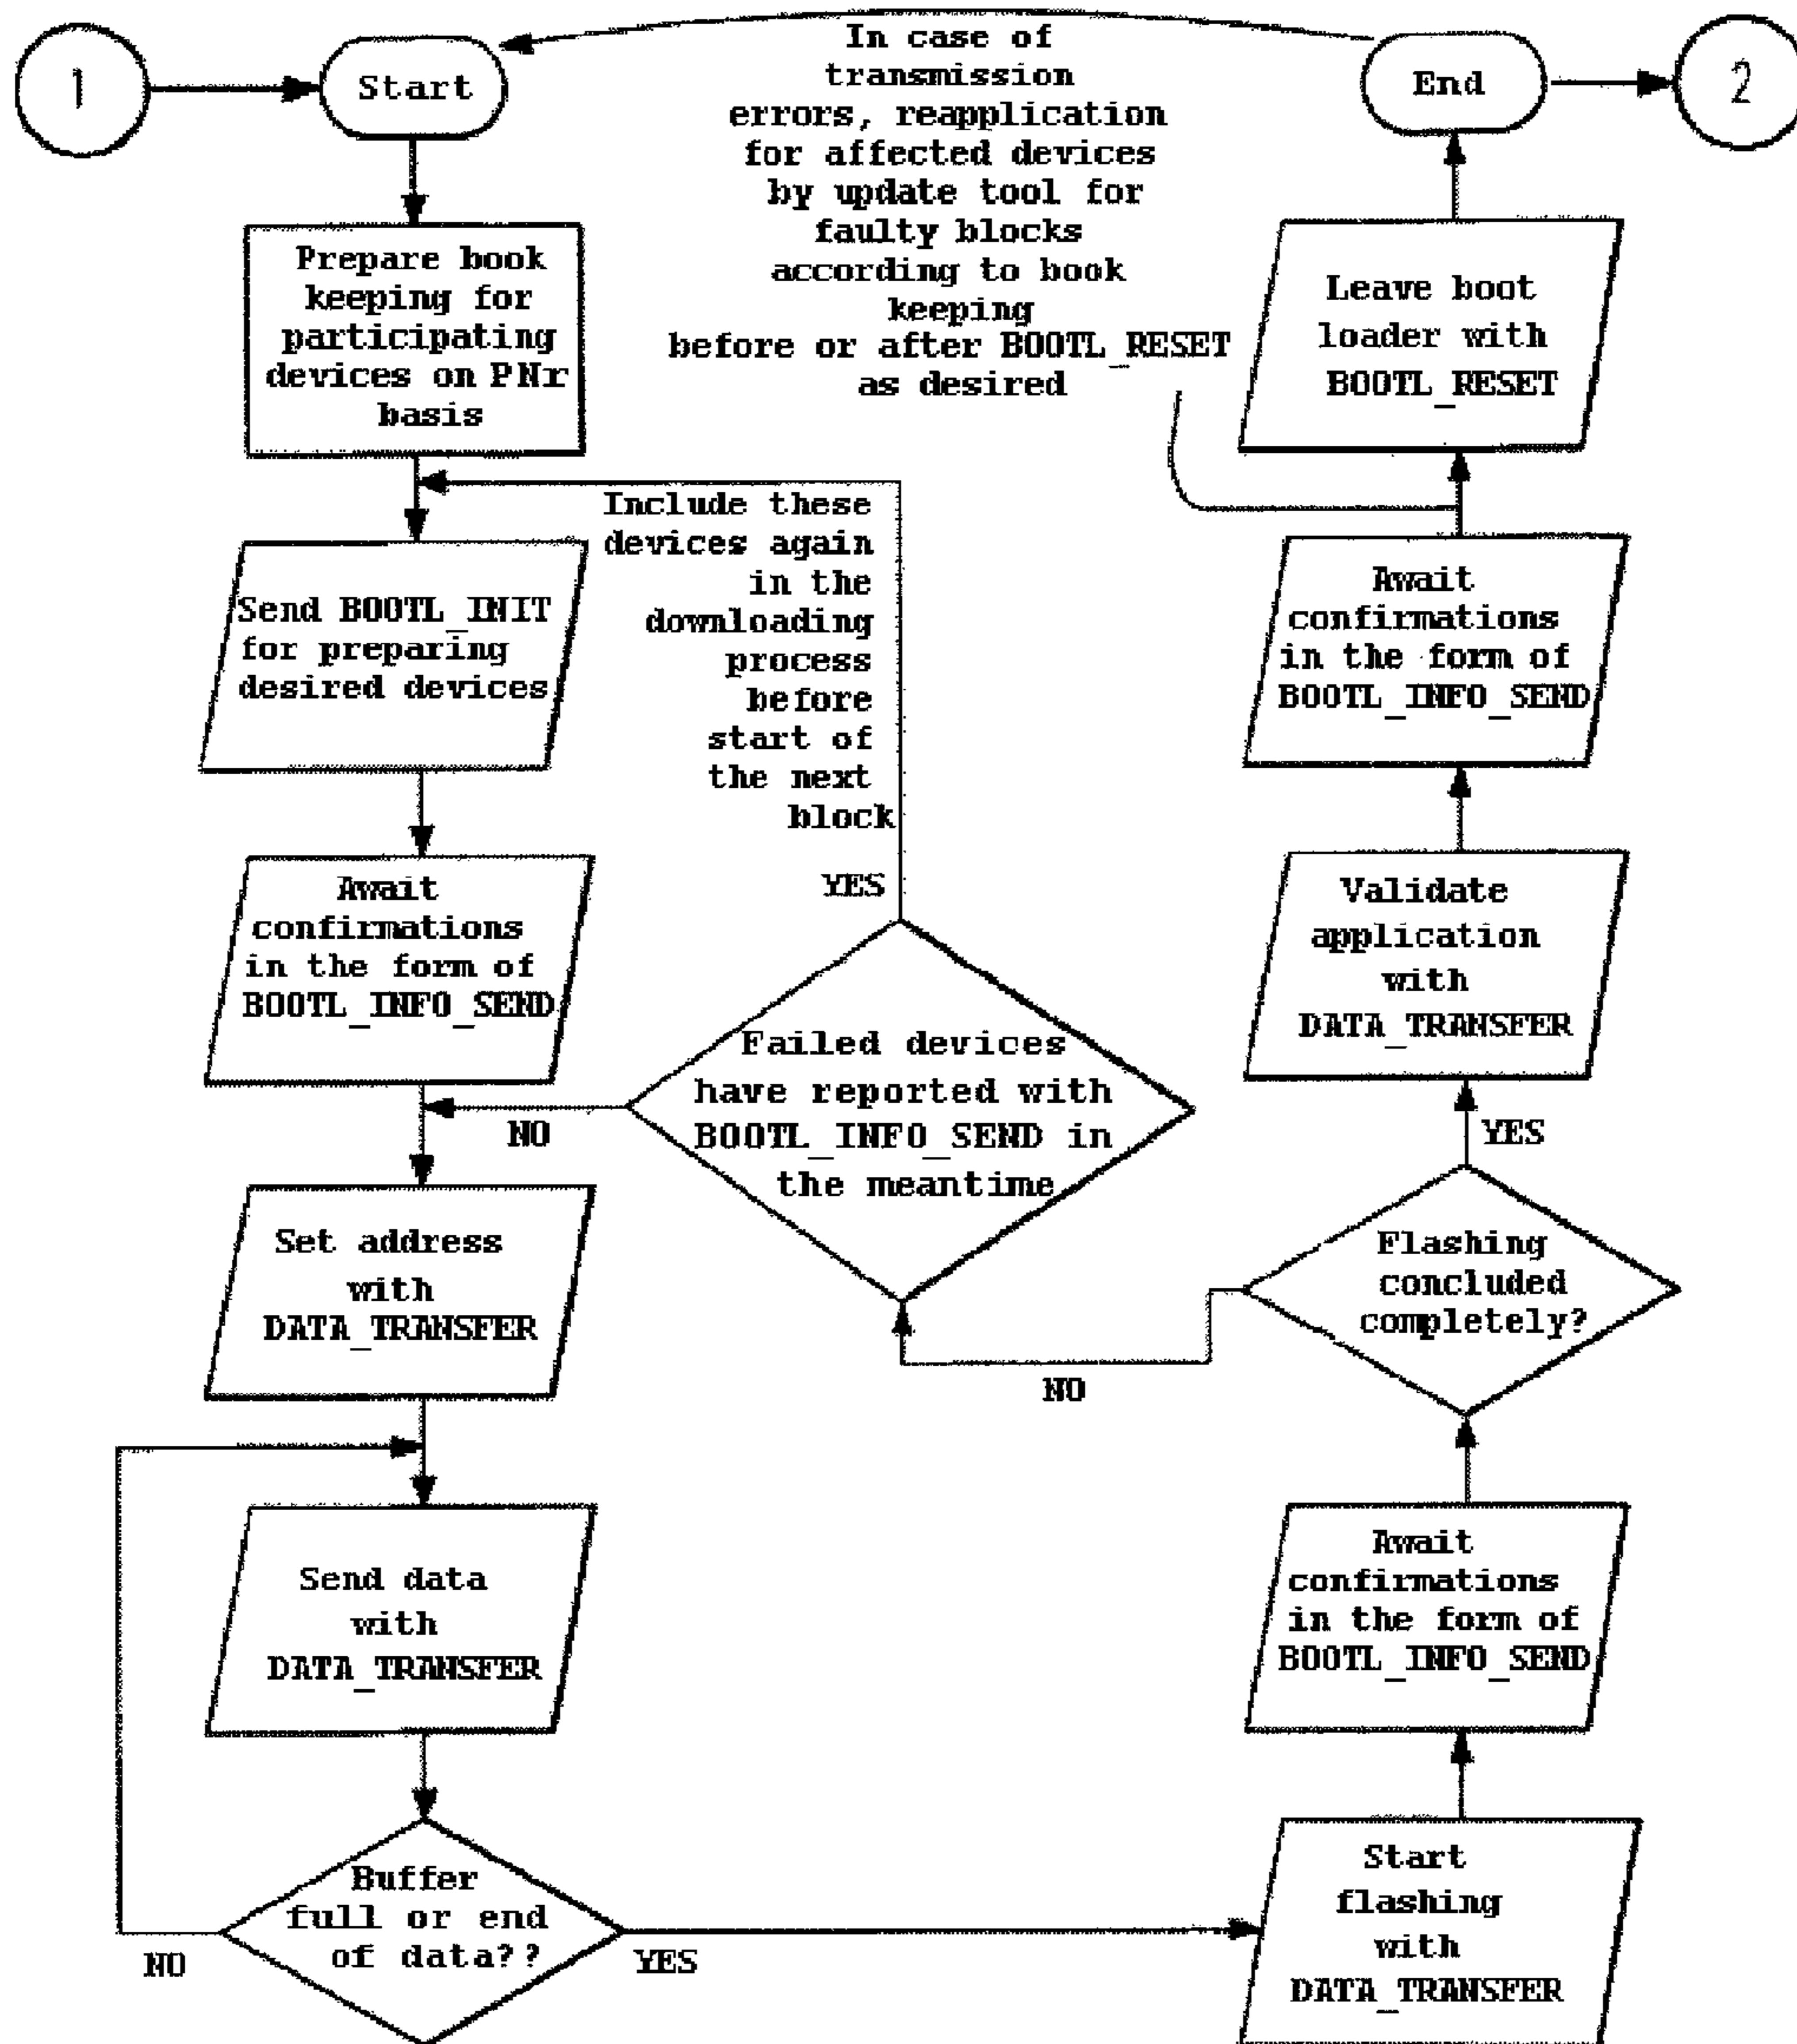 1
Start
In case of
transmission
errors, reapplication
for affected devices
by update tool for
faulty blocks
according to book
keeping
before or after BOOTL_RESET
as desired
End
2
Prepare book
keeping for
participating
devices on PNr
basis
Leave boot
loader with
BOOTL_RESET
Include these
devices again
in the
downloading
process
before
start of
the next
block
Send BOOTL_INIT
for preparing
desired devices
Await
confirmations
in the form of
BOOTL_INFO_SEND
Await
confirmations
in the form of
BOOTL_INFO_SEND
YES
Validate
application
with
DATA_TRANSFER
Failed devices
have reported with
BOOTL_INFO_SEND in
the meantime
NO
YES
Set address
with
DATA_TRANSFER
Flashing
concluded
completely?
NO
Send data
with
DATA_TRANSFER
Await
confirmations
in the form of
BOOTL_INFO_SEND
Buffer
full or end
of data??
NO
YES
Start
flashing
with
DATA_TRANSFER